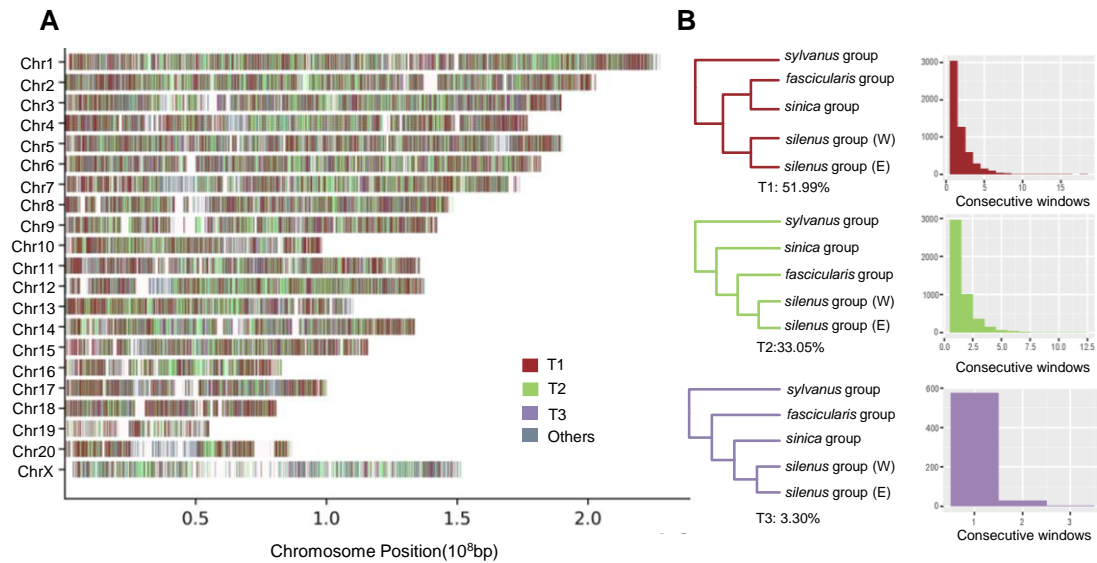 A
B
Chr1
Chr2
Chr3
Chr4
Chr5
Chr6
Chr7
Chr8
Chr9
Chr10
Chr11
Chr12
Chr13
Chr14
Chr15
Chr16
Chr17
Chr18
Chr19
Chr20
ChrX
0.5
1.0
1.5
2.0
Chromosome Position(10⁸bp)
T1
T2
T3
Others
sylvanus group
fascicularis group
sinica group
silenus group (W)
silenus group (E)
T1: 51.99%
3000
2000
1000
0
0
5
10
15
Consecutive windows
sylvanus group
sinica group
fascicularis group
silenus group (W)
silenus group (E)
T2:33.05%
3000
2000
1000
0
0.0
2.5
5.0
7.5
10.0
12.5
Consecutive windows
sylvanus group
fascicularis group
sinica group
silenus group (W)
silenus group (E)
T3: 3.30%
600
400
200
0
1
2
3
Consecutive windows